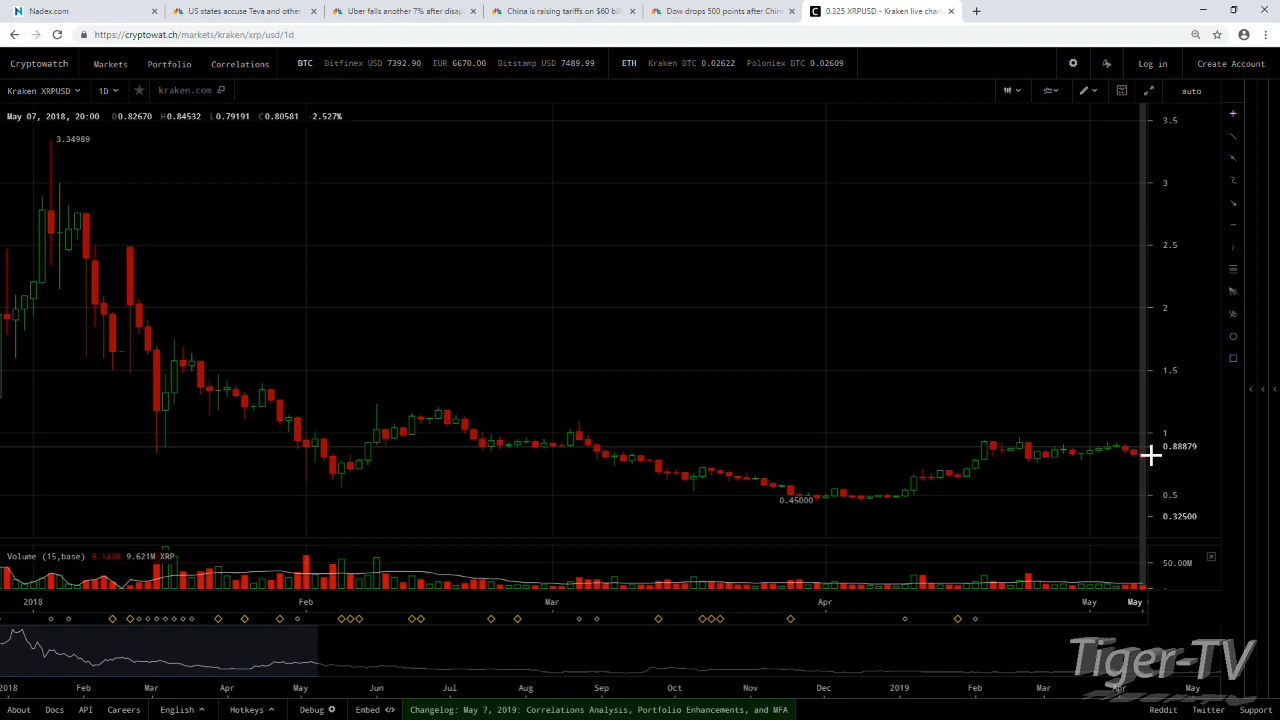 Nadex.com
US states accuse Teva and other
Uber falls another 7% after disap
China is raising tariffs on $60 bill
Dow drops 500 points after Chin
0.325 XRPUSD - Kraken live char
https://cryptowat.ch/markets/kraken/xrp/usd/1d
Cryptowatch Markets Portfolio Correlations BTC Bitfinex USD 7392.90 EUR 6670.00 Bitstamp USD 7489.99 ETH Kraken BTC 0.02622 Poloniex BTC 0.02609 Log in Create Account
Kraken XRPUSD 1D kraken.com auto
May 07, 2018, 20:00 O0.82670 H0.84532 L0.79191 C0.80581 -2.527%
3.5
3.34989
3
2.5
2
1.5
1
0.88879
0.5
0.45000
0.32500
Volume (15,base) 9.621M XRP
50.00M
2018 Feb Mar Apr May May
2018 Feb Mar Apr May Jun Jul Aug Sep Oct Nov Dec 2019 Feb Mar Apr May
Tiger-TV
About Docs API Careers English Hotkeys Debug Embed Changelog: May 7, 2019: Correlations Analysis, Portfolio Enhancements, and MFA Reddit Twitter Support